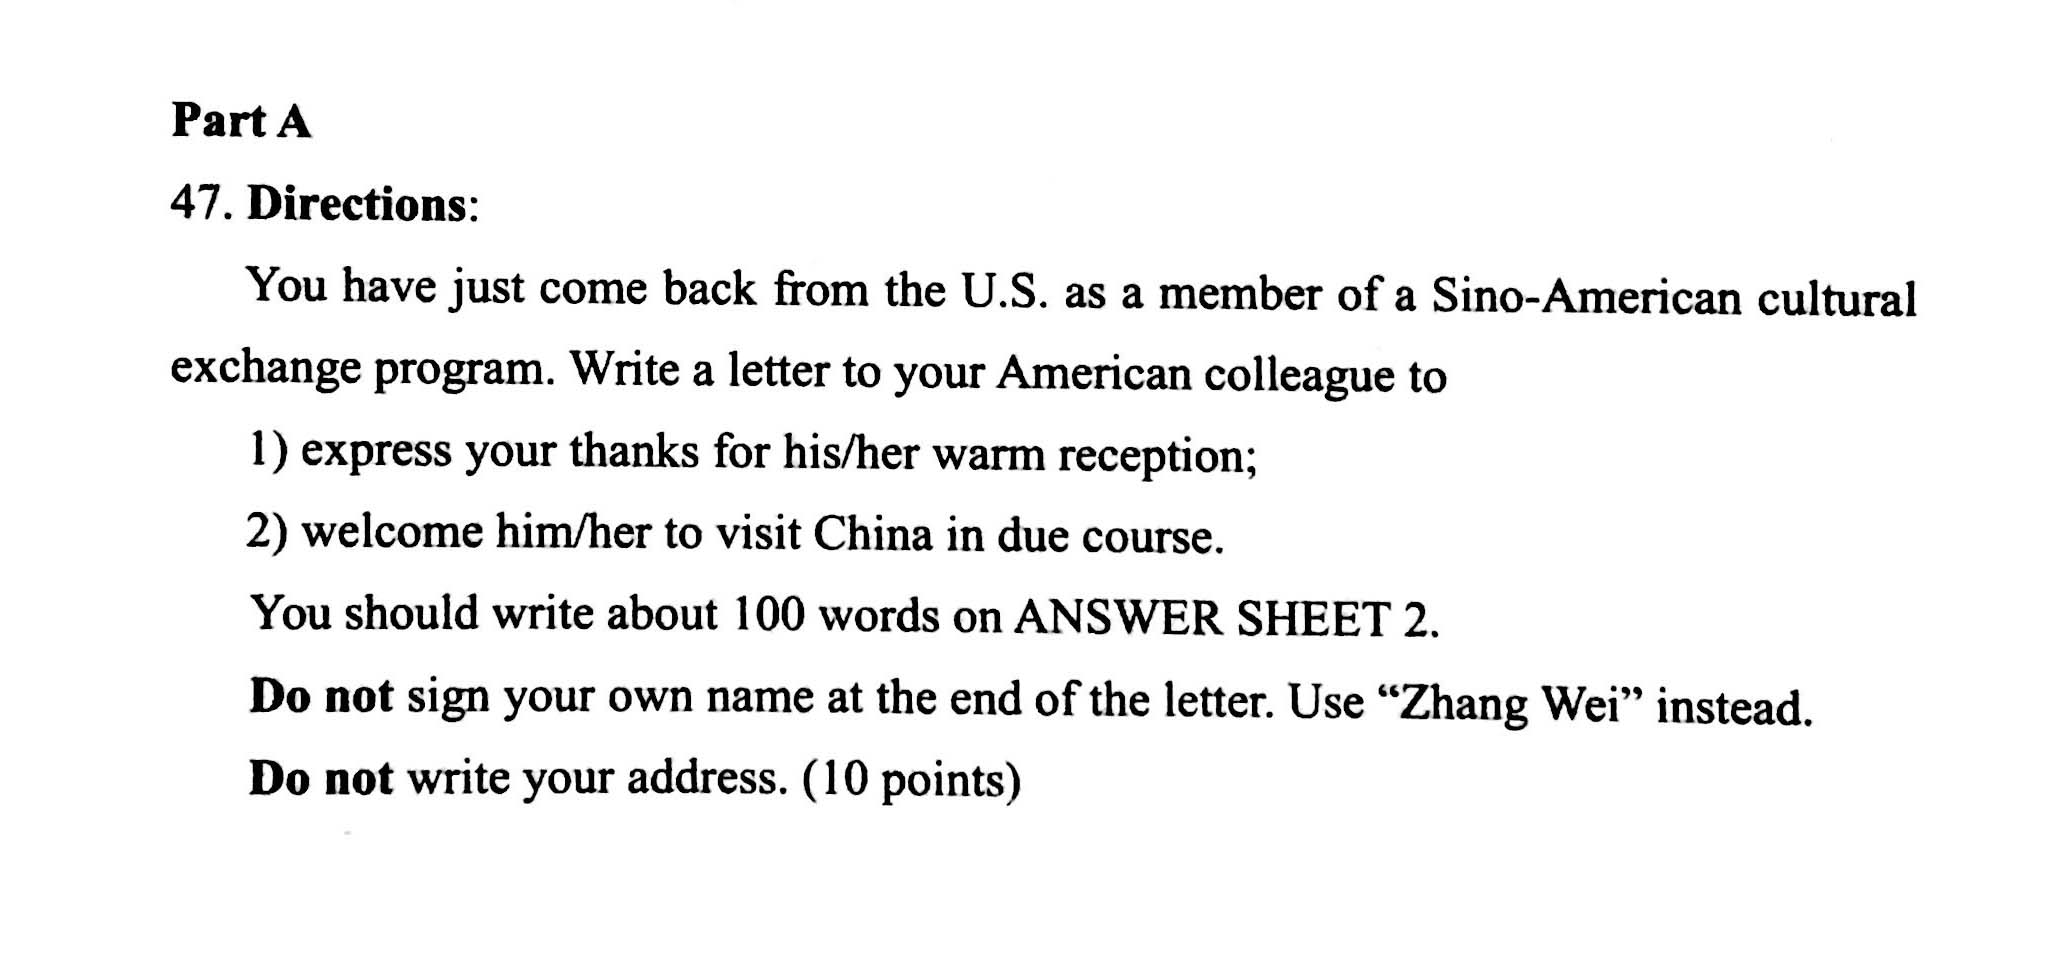 Part A
47. Directions:
You have just come back from the U.S. as a member of a Sino-American cultural
exchange program. Write a letter to your American colleague to
1) express your thanks for his/her warm reception;
2) welcome him/her to visit China in due course.
You should write about 100 words on ANSWER SHEET 2.
Do not sign your own name at the end of the letter. Use “Zhang Wei” instead.
Do not write your address. (10 points)